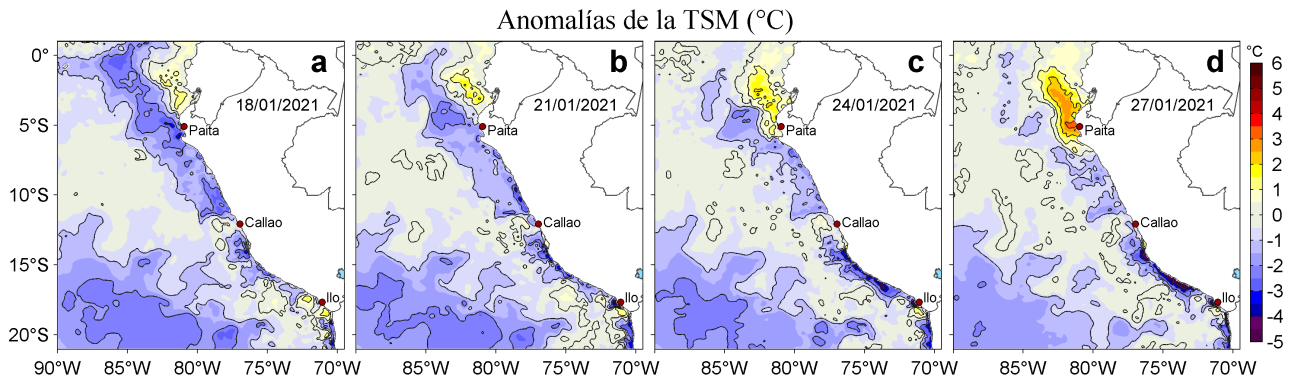 Anomalías de la TSM (°C)
a
b
c
d
°C
18/01/2021
21/01/2021
24/01/2021
27/01/2021
Paita
Callao
Ilo
Paita
Callao
Ilo
Paita
Callao
Ilo
Paita
Callao
Ilo
0°
5°S
10°S
15°S
20°S
90°W
85°W
80°W
75°W
70°W
85°W
80°W
75°W
70°W
85°W
80°W
75°W
70°W
85°W
80°W
75°W
70°W
6
5
4
3
2
1
0
-1
-2
-3
-4
-5